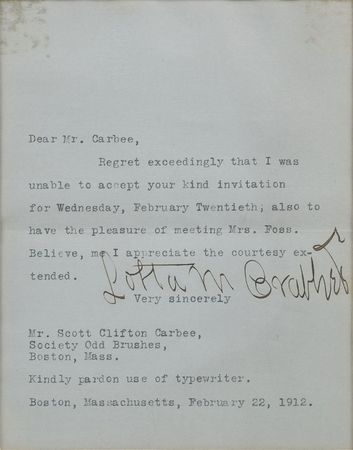 Dear Mr. Carbee,
Regret exceedingly that I was
unable to accept your kind invitation
for Wednesday, February Twentieth; also to
have the pleasure of meeting Mrs. Foss.
Believe, me I appreciate the courtesy ex-
tended.
Lotta M Crabtree
Very sincerely
Mr. Scott Clifton Carbee,
Society Odd Brushes,
Boston, Mass.
Kindly pardon use of typewriter.
Boston, Massachusetts, February 22, 1912.